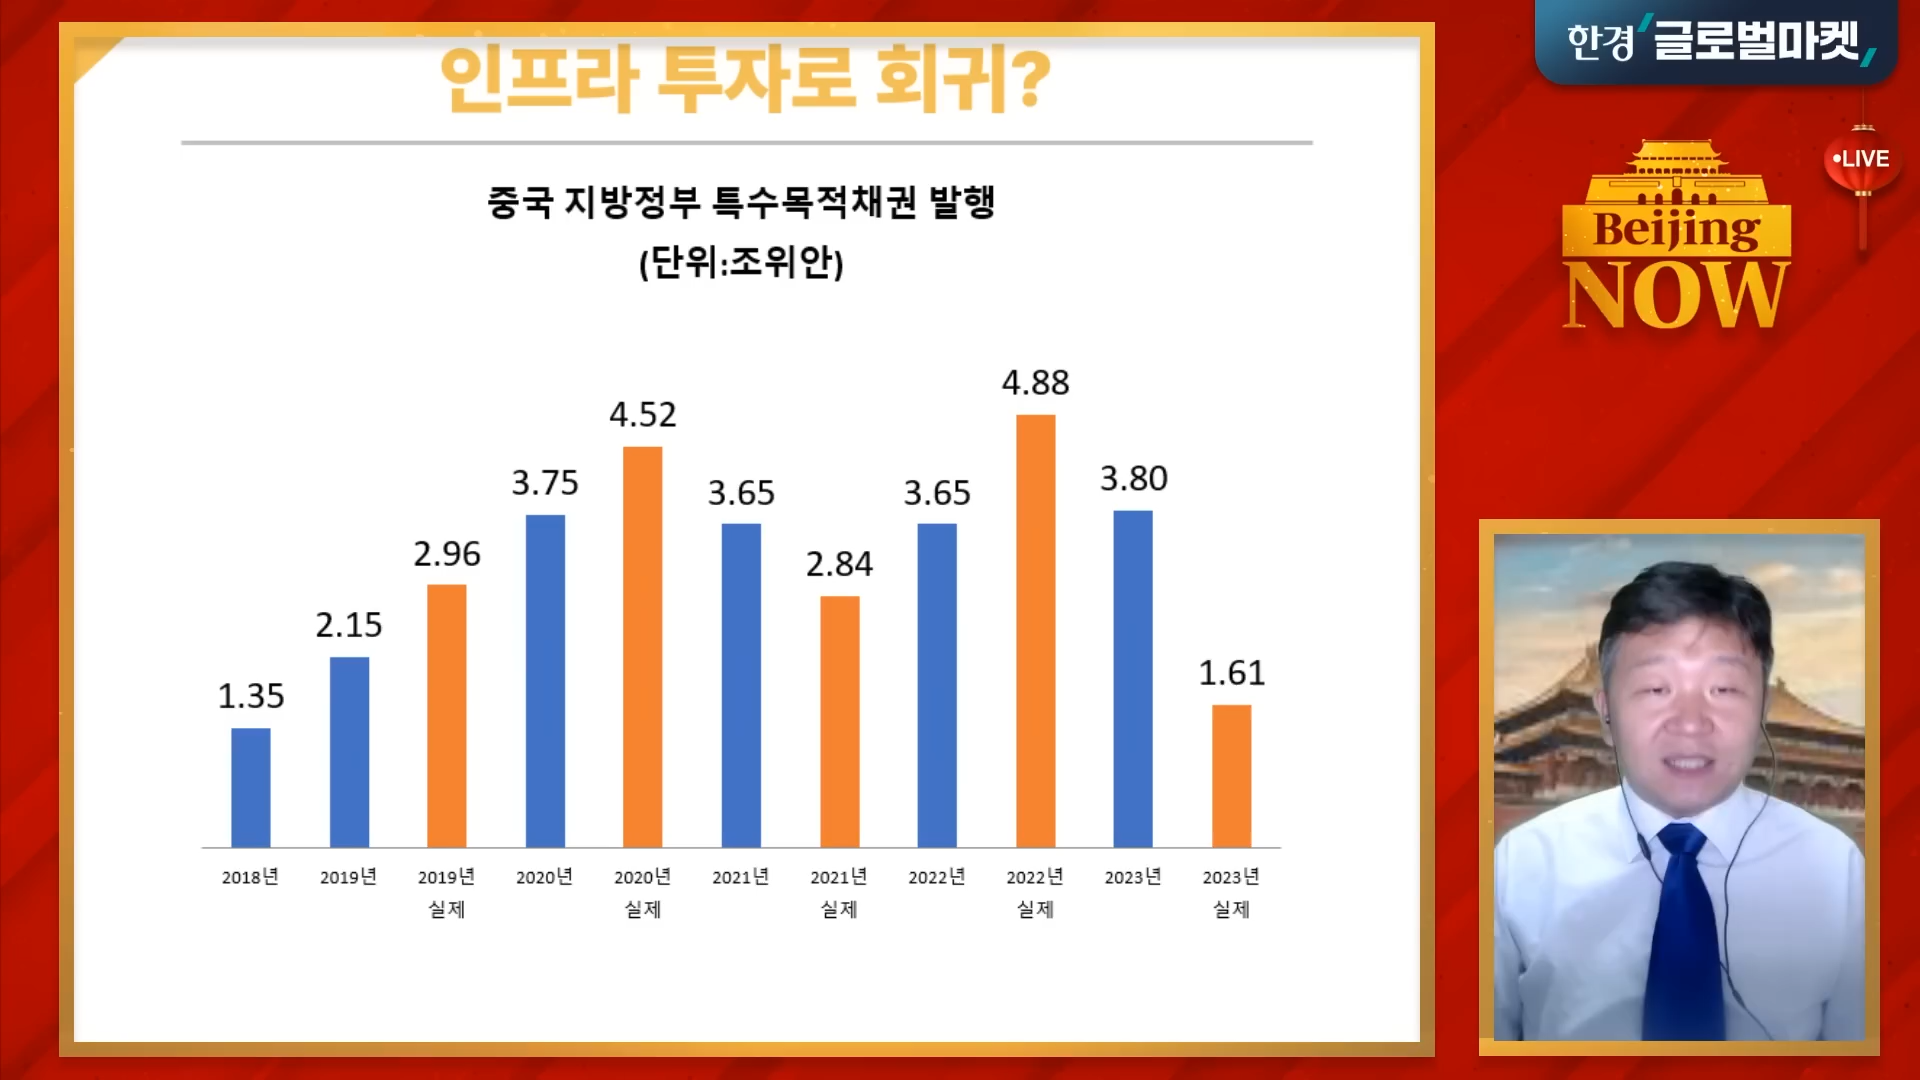 인프라 투자로 회귀?
중국 지방정부 특수목적채권 발행
(단위:조위안)
1.35
2.15
2.96
3.75
4.52
3.65
2.84
3.65
4.88
3.80
1.61
2018년
2019년
2019년
실제
2020년
2020년
실제
2021년
2021년
실제
2022년
2022년
실제
2023년
2023년
실제
한경 글로벌마켓
•LIVE
Beijing
NOW